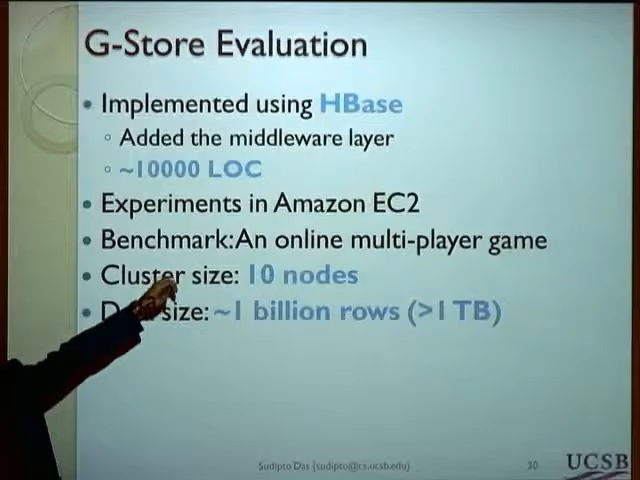 G-Store Evaluation
• Implemented using HBase
◦ Added the middleware layer
◦ ~10000 LOC
• Experiments in Amazon EC2
• Benchmark: An online multi-player game
• Cluster size: 10 nodes
• size: ~1 billion rows (>1 TB)
Sudipto Das {sudipto@cs.ucsb.edu}
30
UCSB